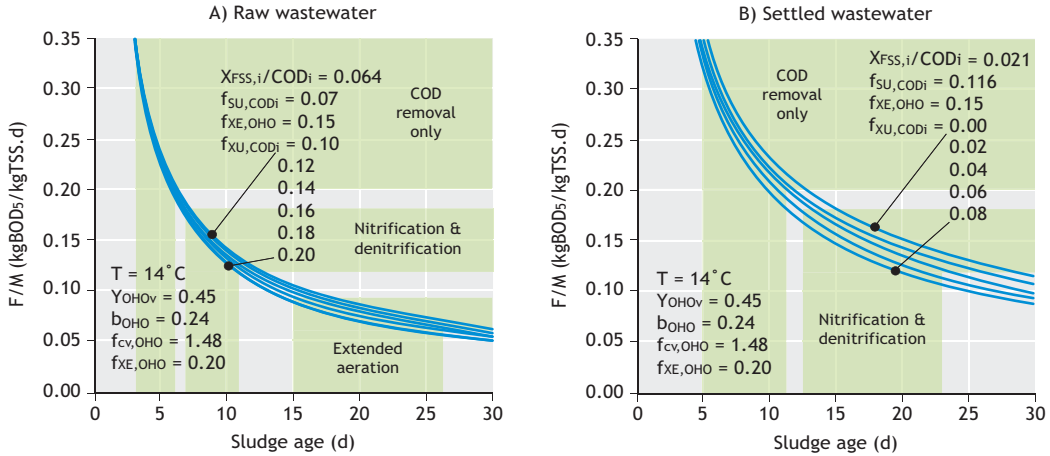 A) Raw wastewater
F/M (kgBOD5/kgTSS.d)
0.35
0.30
0.25
0.20
0.15
0.10
0.05
0.00
XFSS,i/CODi = 0.064
fSU,CODi = 0.07
fXE,OHO = 0.15
fXU,CODi = 0.10
0.12
0.14
0.16
0.18
0.20
COD
removal
only
Nitrification &
denitrification
Extended
aeration
T = 14˚C
YOHOv = 0.45
bOHO = 0.24
fcv,OHO = 1.48
fXE,OHO = 0.20
0 5 10 15 20 25 30
Sludge age (d)
B) Settled wastewater
F/M (kgBOD5/kgTSS.d)
0.35
0.30
0.25
0.20
0.15
0.10
0.05
0.00
COD
removal
only
XFSS,i/CODi = 0.021
fSU,CODi = 0.116
fXE,OHO = 0.15
fXU,CODi = 0.00
0.02
0.04
0.06
0.08
T = 14˚C
YOHOv = 0.45
bOHO = 0.24
fcv,OHO = 1.48
fXE,OHO = 0.20
Nitrification &
denitrification
0 5 10 15 20 25 30
Sludge age (d)